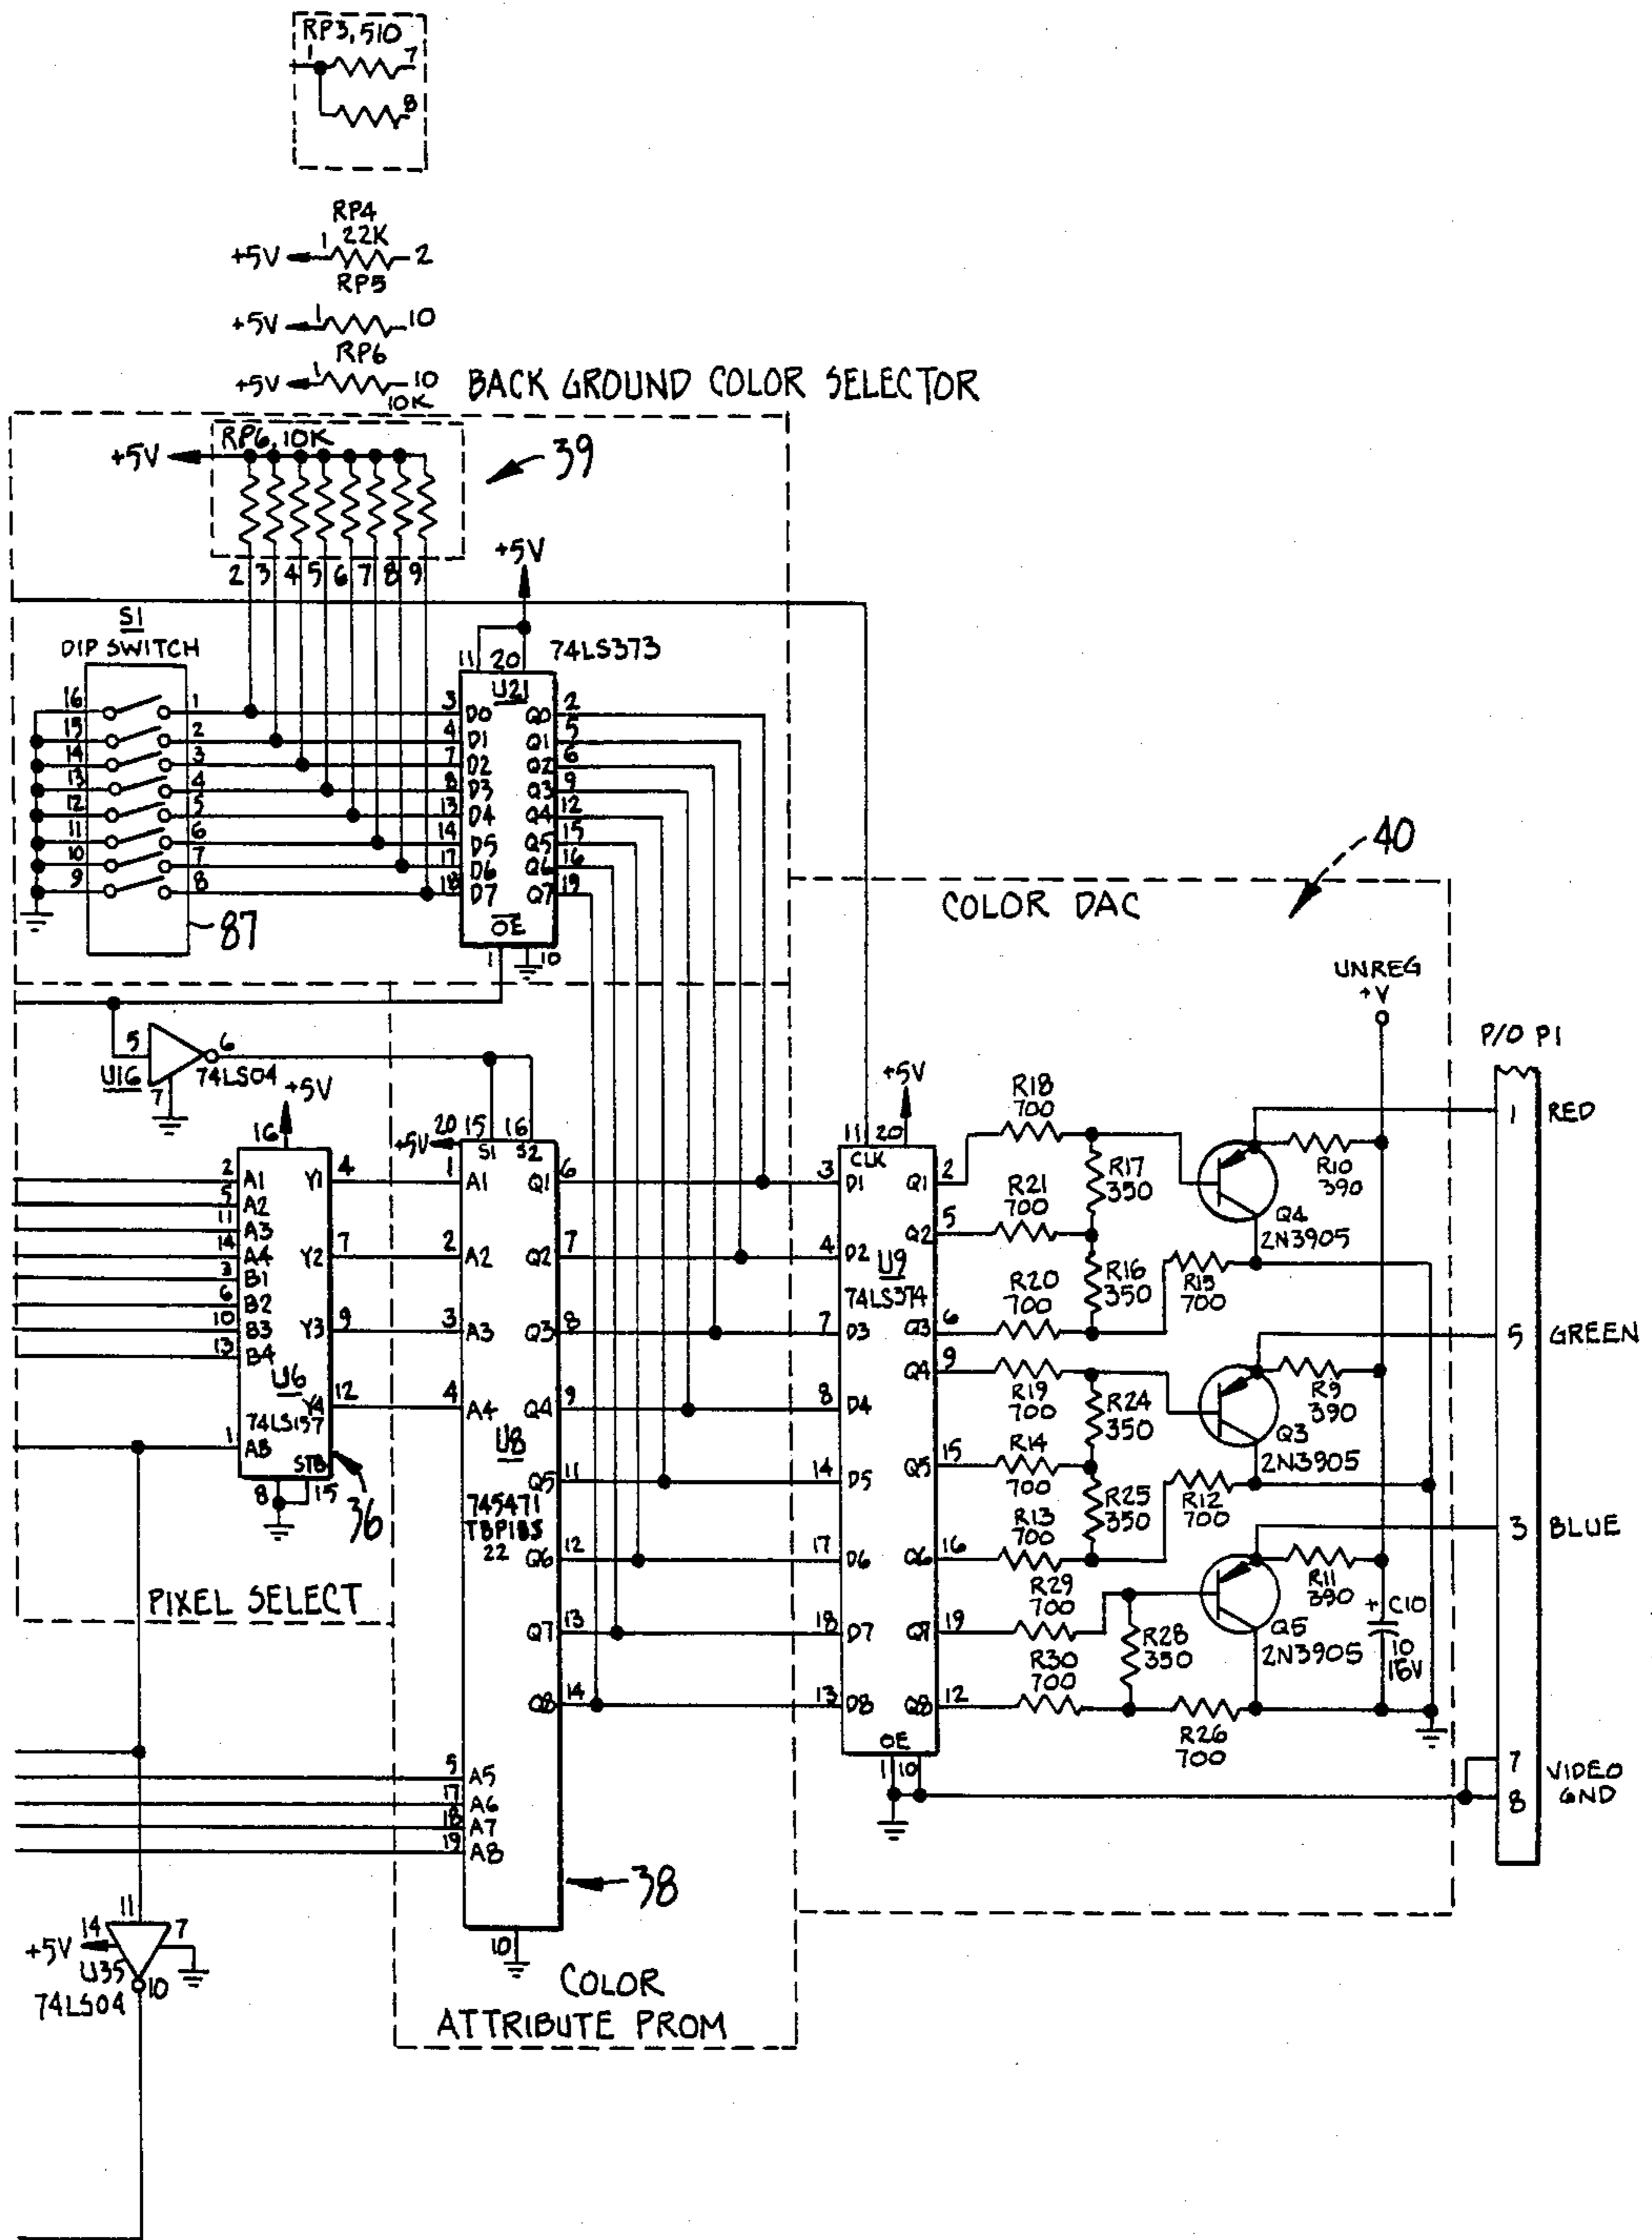 RP3, 510
1 7
8
RP4
22K
+5V 1 2
RP5
+5V 1 10
RP6
+5V 1 10
10K
BACK GROUND COLOR SELECTOR
RP6, 10K
+5V
39
2 3 4 5 6 7 8 9
+5V
S1
DIP SWITCH
74LS373
11 20
U21
16 1 3 D0 Q0 2
15 2 4 D1 Q1 5
14 3 7 D2 Q2 6
13 4 8 D3 Q3 9
12 5 13 D4 Q4 12
11 6 14 D5 Q5 15
10 7 17 D6 Q6 16
9 8 18 D7 Q7 19
OE
87
1 10
40
COLOR DAC
UNREG
+V
P/O P1
5 6
U16 7 74LS04
+5V
16
2 A1 Y1 4
5 A2
11 A3
14 A4 Y2 7
3 B1
6 B2
10 B3 Y3 9
13 B4
U6
Y4 12
74LS157
1 AB
STB
8 15
36
PIXEL SELECT
+5V 20 15 16
S1 S2
1 A1 Q1 6
2 A2 Q2 7
3 A3 Q3 8
4 A4 Q4 9
U8
Q5 11
74S471
TBP18S
22
Q6 12
Q7 13
Q8 14
5 A5
17 A6
18 A7
19 A8
38
10
COLOR
ATTRIBUTE PROM
+5V
11 20
CLK
3 D1 Q1 2
Q2 5
4 D2
U9
74LS374
7 D3 Q3 6
Q4 9
8 D4
14 D5 Q5 15
17 D6 Q6 16
18 D7 Q7 19
13 D8 Q8 12
OE
1 10
R18
700
R17
350
R21
700
R16
350
R20
700
R15
700
Q4
2N3905
R10
390
R19
700
R24
350
R14
700
R25
350
R13
700
R12
700
Q3
2N3905
R9
390
R29
700
R28
350
R30
700
R26
700
Q5
2N3905
R11
390
+ C10
10
15V
1 RED
5 GREEN
3 BLUE
7 VIDEO
8 GND
11
14 7
+5V
U35 10
74LS04